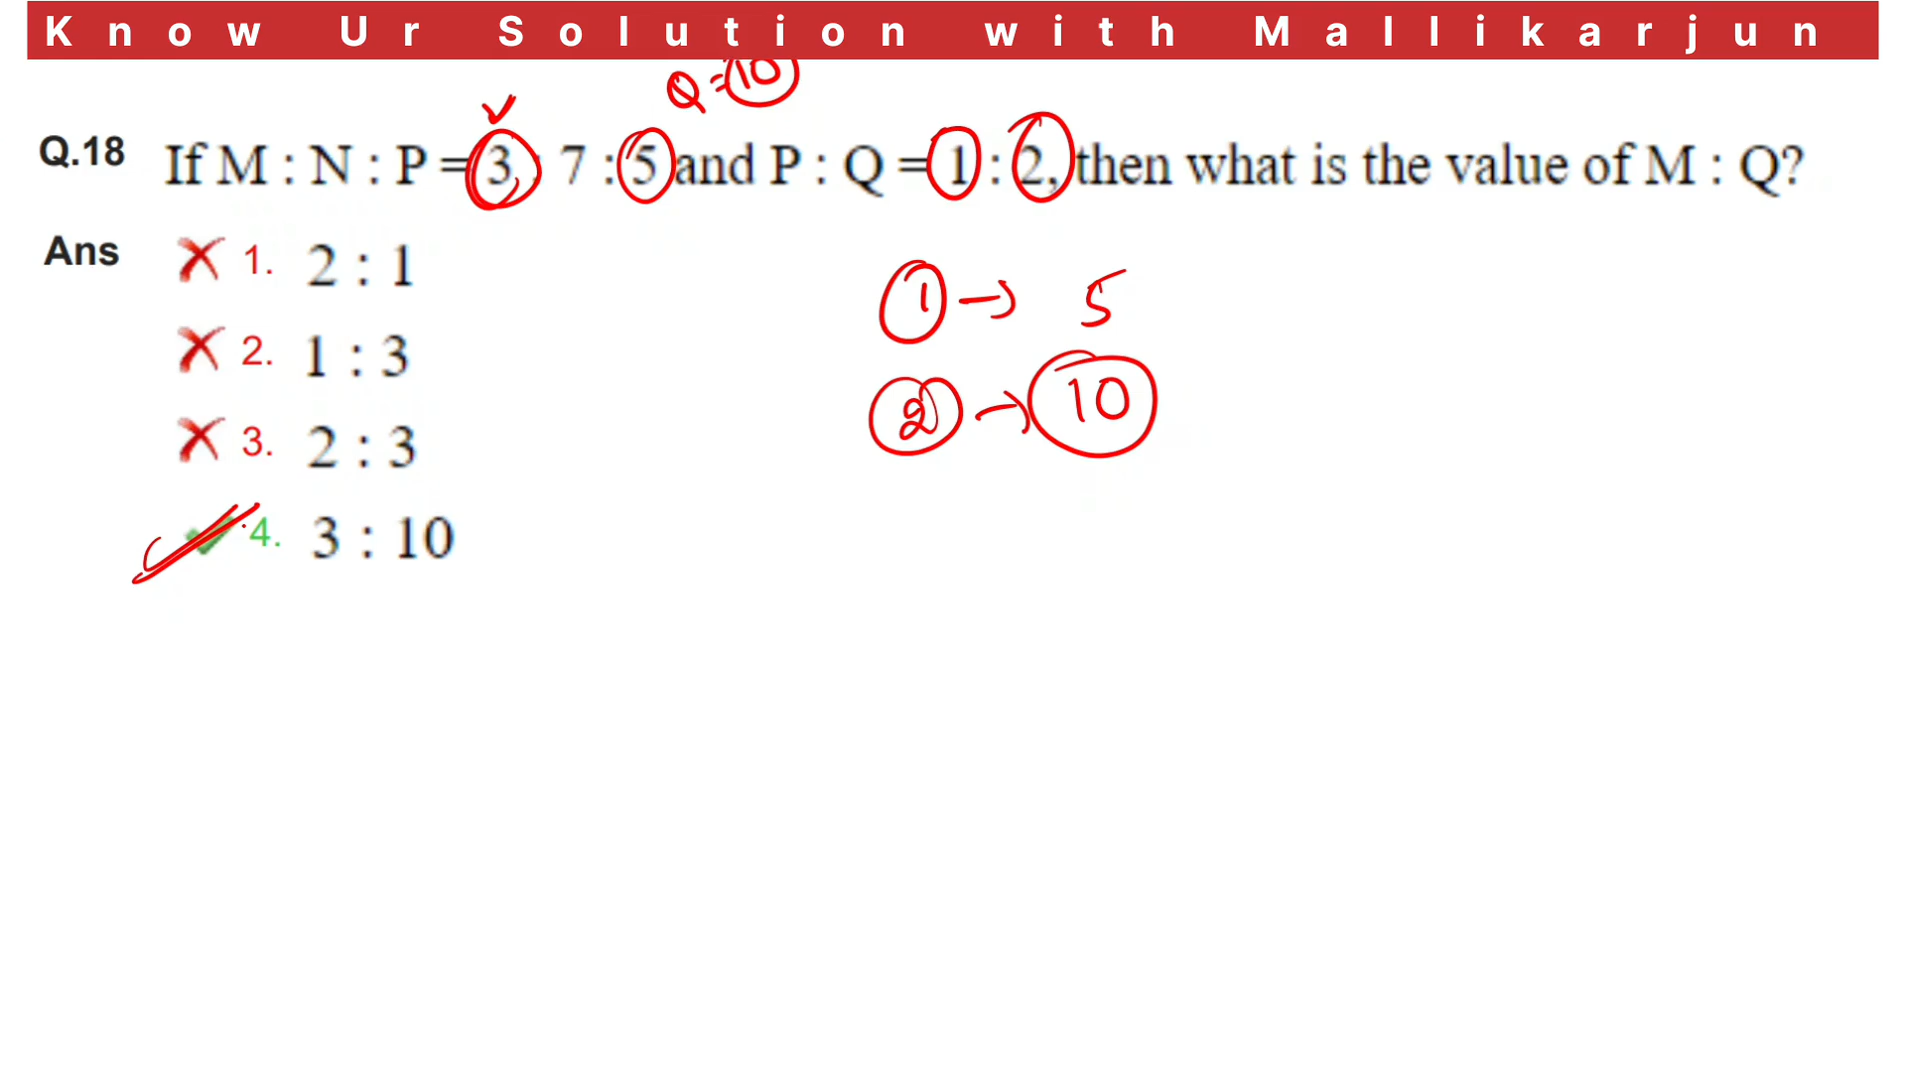 Know Ur Solution with Mallikarjun
Q = 10
Q.18 If M : N : P = 3 : 7 : 5 and P : Q = 1 : 2, then what is the value of M : Q?
Ans 1. 2 : 1
2. 1 : 3
3. 2 : 3
4. 3 : 10
1 → 5
2 → 10